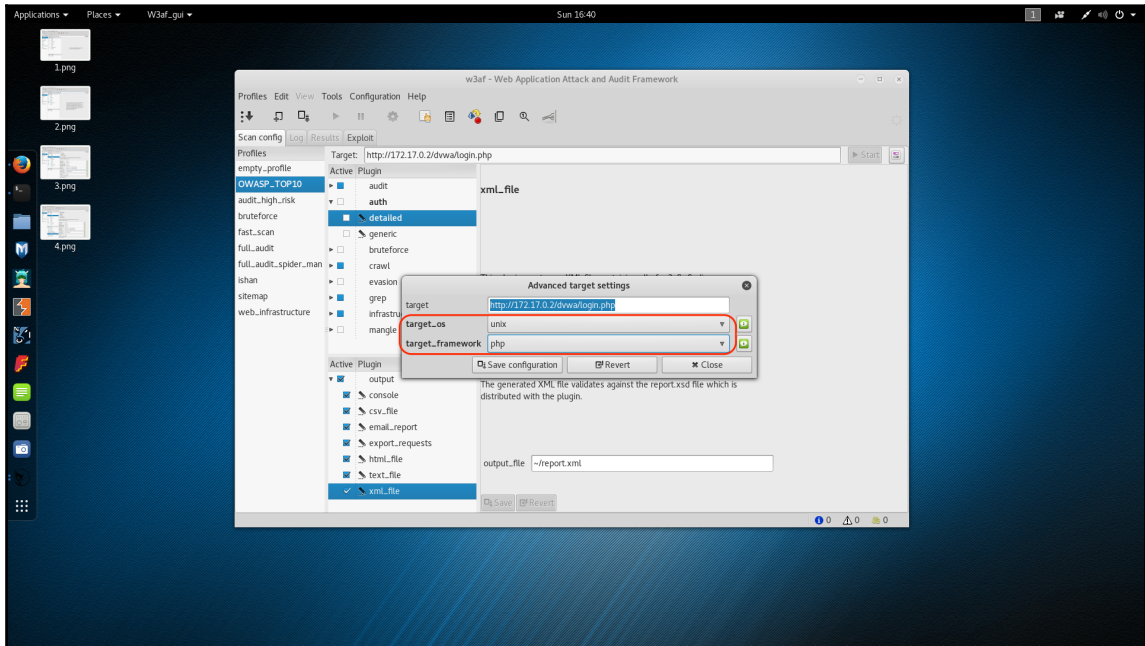 Applications Places W3af_gui Sun 16:40 1
1.png
2.png
3.png
4.png
w3af - Web Application Attack and Audit Framework
Profiles Edit View Tools Configuration Help
Scan config Log Results Exploit
Profiles
empty_profile
OWASP_TOP10
audit_high_risk
bruteforce
fast_scan
full_audit
full_audit_spider_man
ishan
sitemap
web_infrastructure
Target: http://172.17.0.2/dvwa/login.php Start
Active Plugin
audit
auth
detailed
generic
bruteforce
crawl
evasion
grep
infrastru
mangle
Active Plugin
output
console
csv_file
email_report
export_requests
html_file
text_file
xml_file
xml_file
Advanced target settings
target http://172.17.0.2/dvwa/login.php
target_os unix
target_framework php
Save configuration Revert Close
The generated XML file validates against the report.xsd file which is
distributed with the plugin.
output_file ~/report.xml
Save Revert
0 0 0